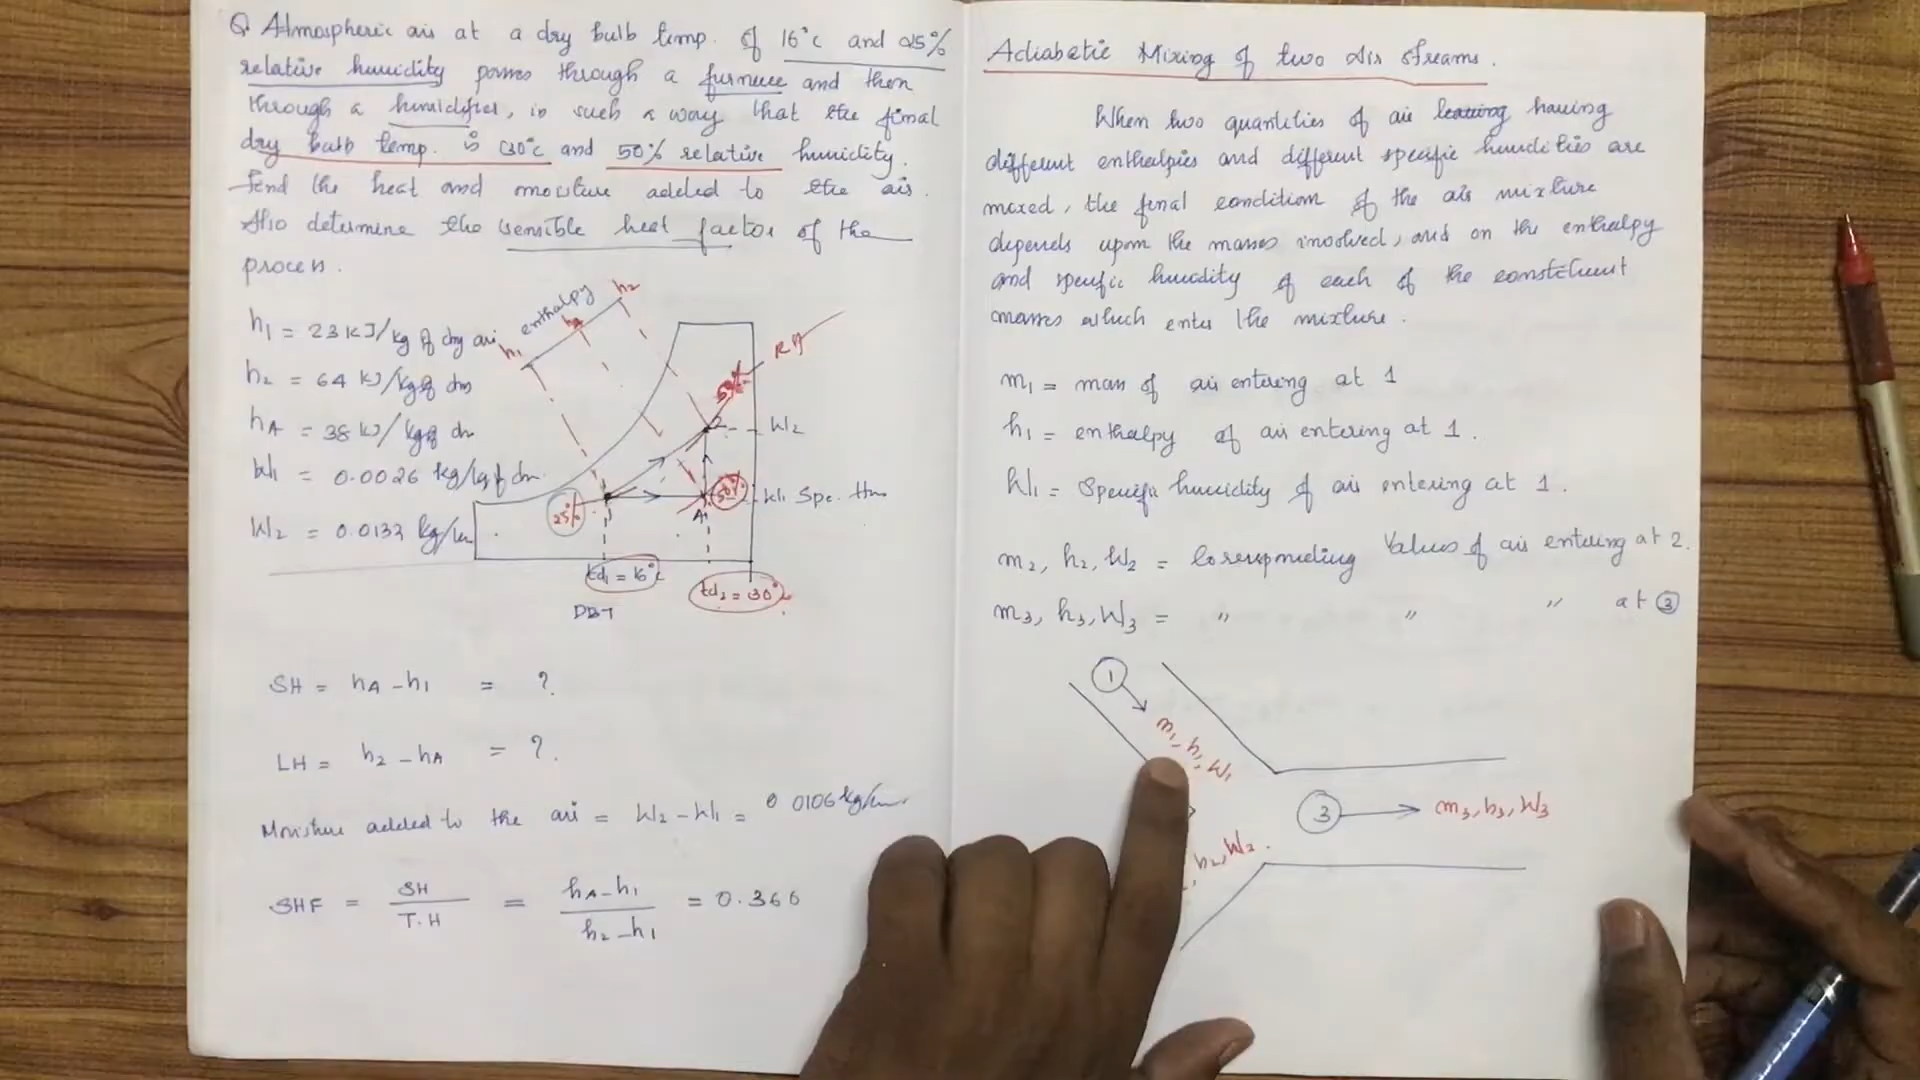 Q. Atmospheric air at a dry bulb temp. of 16°c and 25%
relative humidity passes through a furnace and then
through a humidifier, in such a way that the final
dry bulb temp. is 30°c and 50% relative humidity.
Find the heat and moisture added to the air.
Also determine the sensible heat factor of the
process.
h1 = 23 KJ/kg of dry air
h2 = 64 KJ/kg of
hA = 38 KJ/kg of
W1 = 0.0026 kg/kg of
W2 = 0.0132 kg/
enthalpy
h1
hA
h2
50%
RH
2
W2
25%
1
A
50%
W1 Spe. Hum
td1 = 16°c
td2 = 30°c
DBT
SH = hA - h1 = ?
LH = h2 - hA = ?
Moisture added to the air = W2 - W1 = 0.0106 kg/
SHF = SH / T.H = hA - h1 / h2 - h1 = 0.366
Adiabatic Mixing of two Air streams.
When two quantities of air having
different enthalpies and different specific humidities are
mixed, the final condition of the air mixture
depends upon the masses involved, and on the enthalpy
and specific humidity of each of the constituent
masses which enter the mixture.
m1 = mass of air entering at 1
h1 = enthalpy of air entering at 1.
W1 = Specific humidity of air entering at 1.
m2, h2, W2 = Corresponding Values of air entering at 2.
m3, h3, W3 = " " " at 3
1
m1, h1, W1
3
m3, h3, W3
, h2, W2.